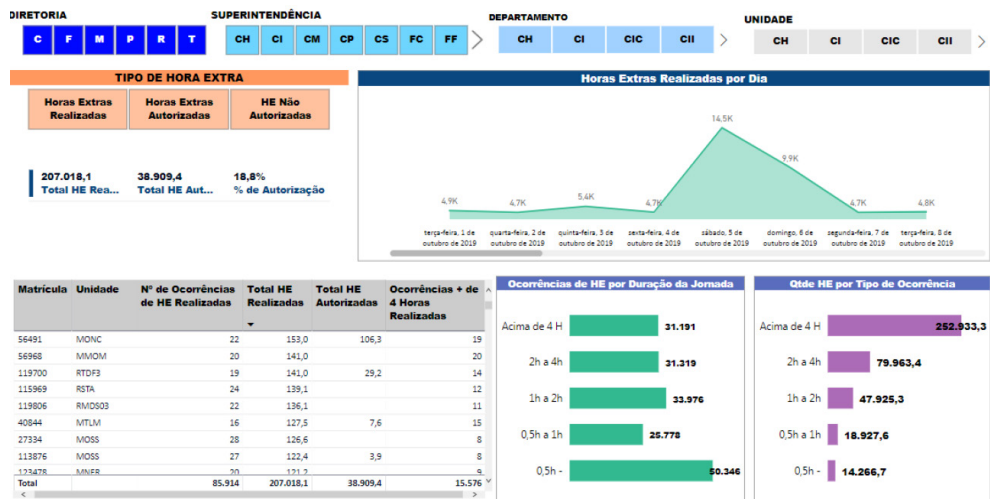 DIRETORIA
C F M P R T
SUPERINTENDÊNCIA
CH CI CM CP CS FC FF
DEPARTAMENTO
CH CI CIC CII
UNIDADE
CH CI CIC CII
TIPO DE HORA EXTRA
Horas Extras Realizadas
Horas Extras Autorizadas
HE Não Autorizadas
207.018,1
Total HE Rea...
38.909,4
Total HE Aut...
18,8%
% de Autorização
Horas Extras Realizadas por Dia
4,9K 4,7K 5,4K 4,7K 14,5K 9,9K 4,7K 4,8K
terça-feira, 1 de outubro de 2019
quarta-feira, 2 de outubro de 2019
quinta-feira, 3 de outubro de 2019
sexta-feira, 4 de outubro de 2019
sábado, 5 de outubro de 2019
domingo, 6 de outubro de 2019
segunda-feira, 7 de outubro de 2019
terça-feira, 8 de outubro de 2019
Matrícula Unidade Nº de Ocorrências de HE Realizadas Total HE Realizadas Total HE Autorizadas Ocorrências + de 4 Horas Realizadas
56491 MONC 22 153,0 106,3 19
56968 MMOM 20 141,0 20
119700 RTDF3 19 141,0 29,2 14
115969 RSTA 24 139,1 12
119806 RMDS03 22 136,1 11
40844 MTLM 16 127,5 7,6 15
27334 MOSS 28 126,6 8
113876 MOSS 27 122,4 3,9 8
123478 MNER 20 121,2 9
Total 85.914 207.018,1 38.909,4 15.576
Ocorrências de HE por Duração da Jornada
Acima de 4 H 31.191
2h a 4h 31.319
1h a 2h 33.976
0,5h a 1h 25.778
0,5h - 50.346
Qtde HE por Tipo de Ocorrência
Acima de 4 H 252.933,3
2h a 4h 79.963,4
1h a 2h 47.925,3
0,5h a 1h 18.927,6
0,5h - 14.266,7